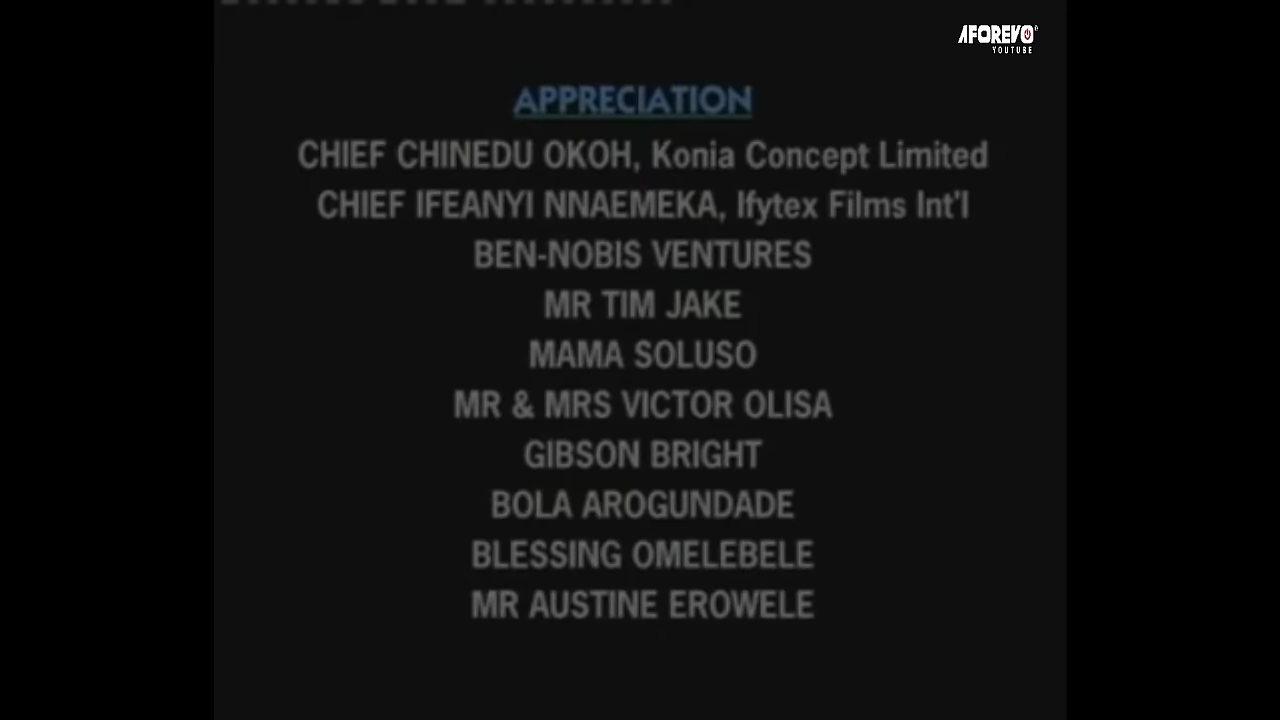 AFOREVO
YOUTUBE
APPRECIATION
CHIEF CHINEDU OKOH, Konia Concept Limited
CHIEF IFEANYI NNAEMEKA, Ifytex Films Int'l
BEN-NOBIS VENTURES
MR TIM JAKE
MAMA SOLUSO
MR & MRS VICTOR OLISA
GIBSON BRIGHT
BOLA AROGUNDADE
BLESSING OMELEBELE
MR AUSTINE EROWELE